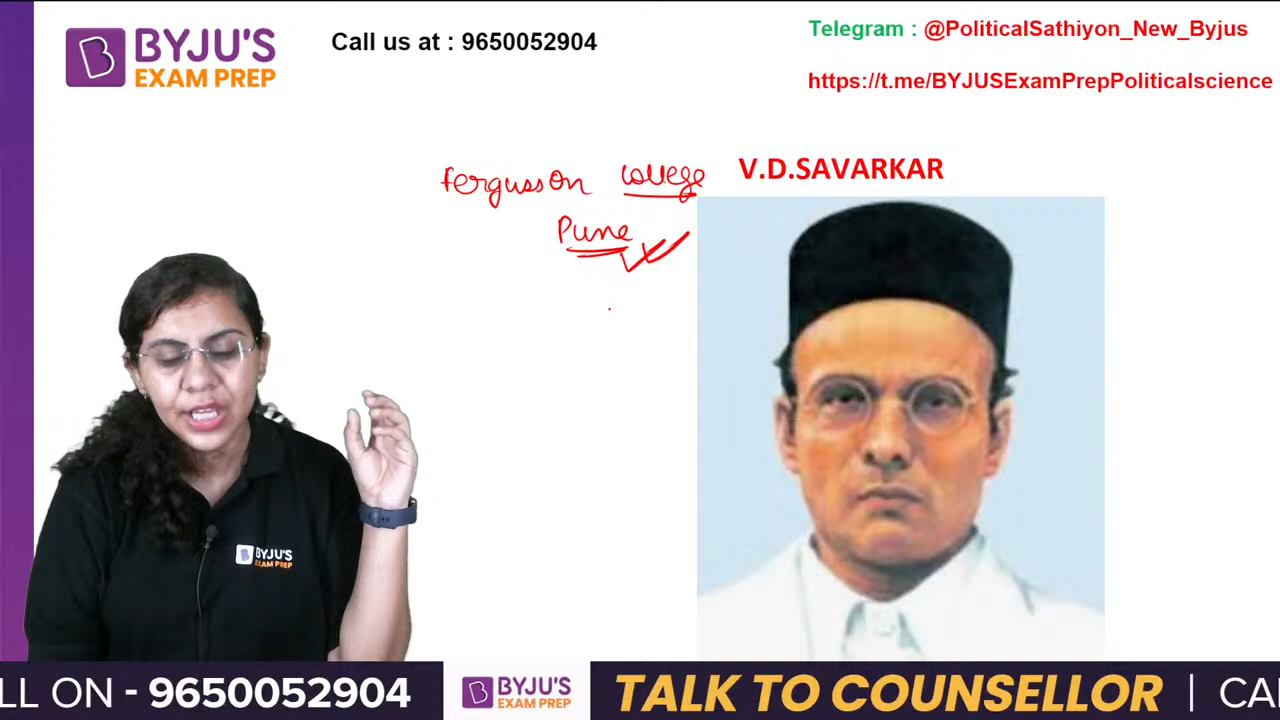 BYJU'S
EXAM PREP
Call us at : 9650052904
Telegram : @PoliticalSathiyon_New_Byjus
https://t.me/BYJUSExamPrepPoliticalscience
fergusson college
Pune
V.D.SAVARKAR
BYJU'S
EXAM PREP
LL ON - 9650052904
BYJU'S
EXAM PREP
TALK TO COUNSELLOR | CAL